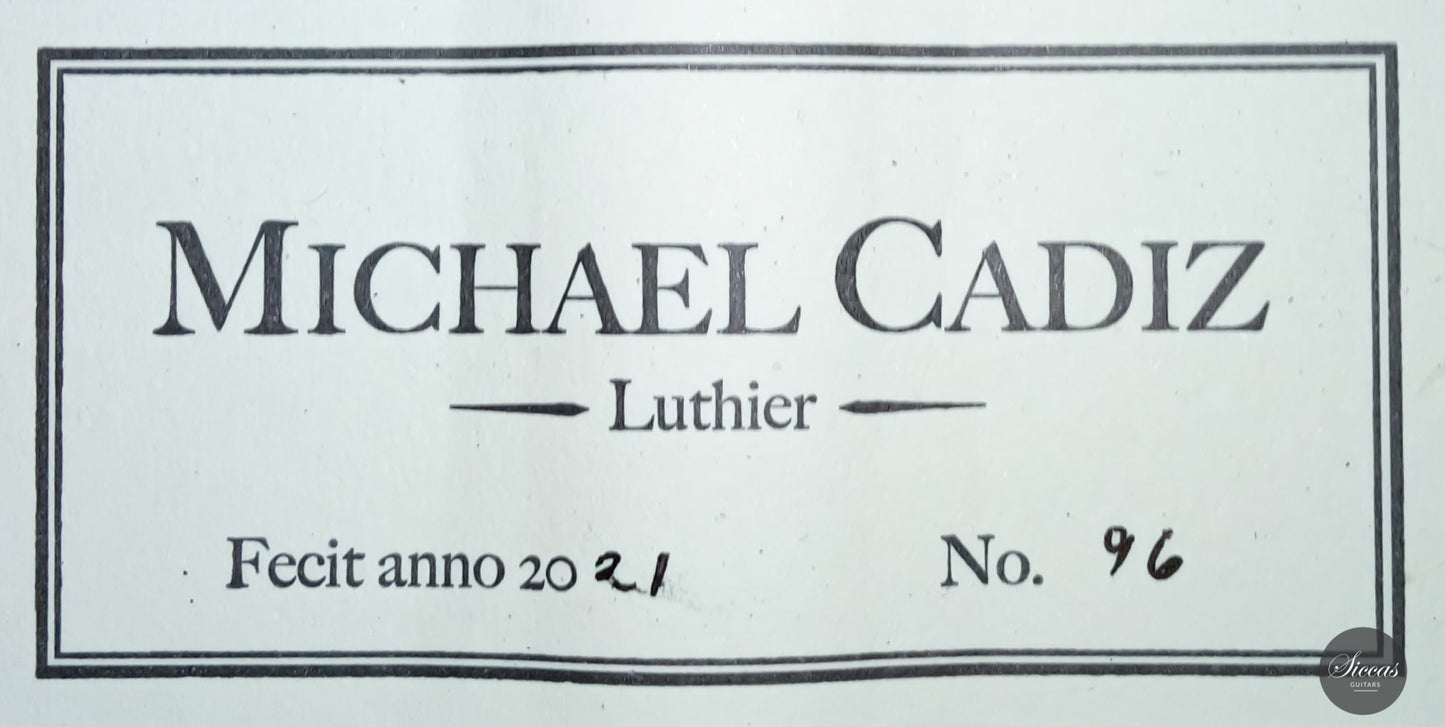 MICHAEL CADIZ
Luthier
Fecit anno 2021 No. 96
Siccas
GUITARS